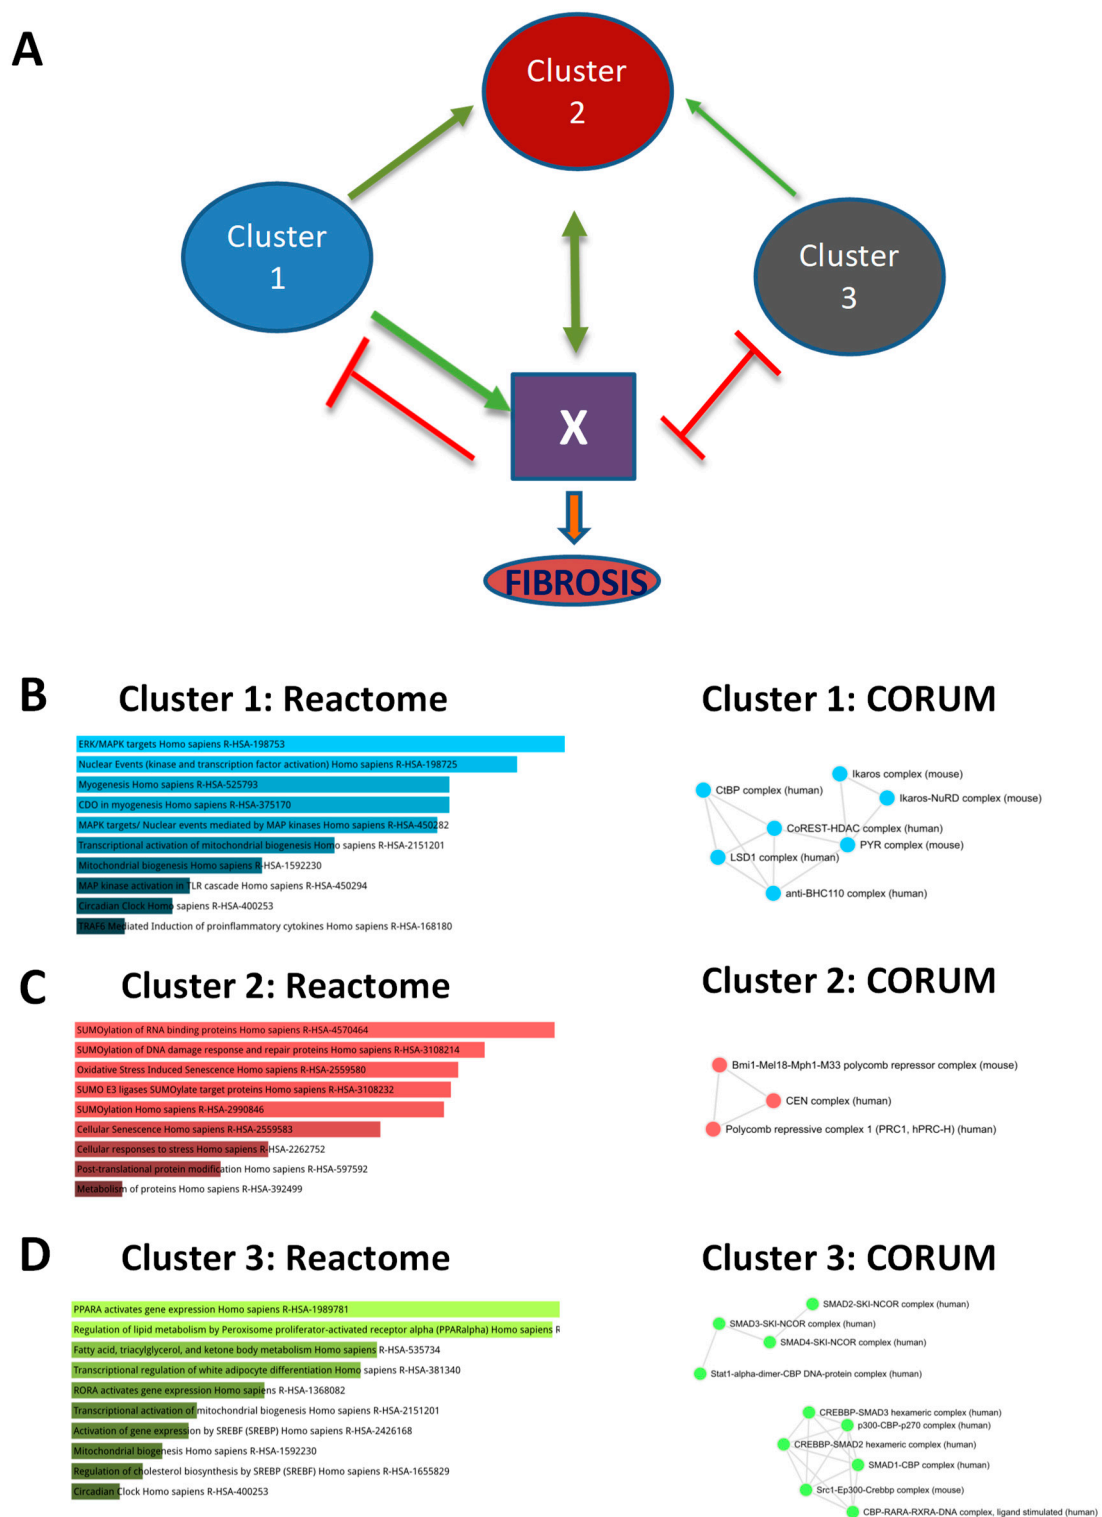 A
Cluster
2
Cluster
1
Cluster
3
X
FIBROSIS
B
Cluster 1: Reactome
ERK/MAPK targets Homo sapiens R-HSA-198753
Nuclear Events (kinase and transcription factor activation) Homo sapiens R-HSA-198725
Myogenesis Homo sapiens R-HSA-525793
CDO in myogenesis Homo sapiens R-HSA-375170
MAPK targets/ Nuclear events mediated by MAP kinases Homo sapiens R-HSA-450282
Transcriptional activation of mitochondrial biogenesis Homo sapiens R-HSA-2151201
Mitochondrial biogenesis Homo sapiens R-HSA-1592230
MAP kinase activation in TLR cascade Homo sapiens R-HSA-450294
Circadian Clock Homo sapiens R-HSA-400253
TRAF6 Mediated Induction of proinflammatory cytokines Homo sapiens R-HSA-168180
Cluster 1: CORUM
Ikaros complex (mouse)
CtBP complex (human)
Ikaros-NuRD complex (mouse)
CoREST-HDAC complex (human)
PYR complex (mouse)
LSD1 complex (human)
anti-BHC110 complex (human)
C
Cluster 2: Reactome
SUMOylation of RNA binding proteins Homo sapiens R-HSA-4570464
SUMOylation of DNA damage response and repair proteins Homo sapiens R-HSA-3108214
Oxidative Stress Induced Senescence Homo sapiens R-HSA-2559580
SUMO E3 ligases SUMOylate target proteins Homo sapiens R-HSA-3108232
SUMOylation Homo sapiens R-HSA-2990846
Cellular Senescence Homo sapiens R-HSA-2559583
Cellular responses to stress Homo sapiens R-HSA-2262752
Post-translational protein modification Homo sapiens R-HSA-597592
Metabolism of proteins Homo sapiens R-HSA-392499
Cluster 2: CORUM
Bmi1-Mel18-Mph1-M33 polycomb repressor complex (mouse)
CEN complex (human)
Polycomb repressive complex 1 (PRC1, hPRC-H) (human)
D
Cluster 3: Reactome
PPARA activates gene expression Homo sapiens R-HSA-1989781
Regulation of lipid metabolism by Peroxisome proliferator-activated receptor alpha (PPARalpha) Homo sapiens R
Fatty acid, triacylglycerol, and ketone body metabolism Homo sapiens R-HSA-535734
Transcriptional regulation of white adipocyte differentiation Homo sapiens R-HSA-381340
RORA activates gene expression Homo sapiens R-HSA-1368082
Transcriptional activation of mitochondrial biogenesis Homo sapiens R-HSA-2151201
Activation of gene expression by SREBF (SREBP) Homo sapiens R-HSA-2426168
Mitochondrial biogenesis Homo sapiens R-HSA-1592230
Regulation of cholesterol biosynthesis by SREBP (SREBF) Homo sapiens R-HSA-1655829
Circadian Clock Homo sapiens R-HSA-400253
Cluster 3: CORUM
SMAD2-SKI-NCOR complex (human)
SMAD3-SKI-NCOR complex (human)
SMAD4-SKI-NCOR complex (human)
Stat1-alpha-dimer-CBP DNA-protein complex (human)
CREBBP-SMAD3 hexameric complex (human)
p300-CBP-p270 complex (human)
CREBBP-SMAD2 hexameric complex (human)
SMAD1-CBP complex (human)
Src1-Ep300-Crebbp complex (mouse)
CBP-RARA-RXRA-DNA complex, ligand stimulated (human)